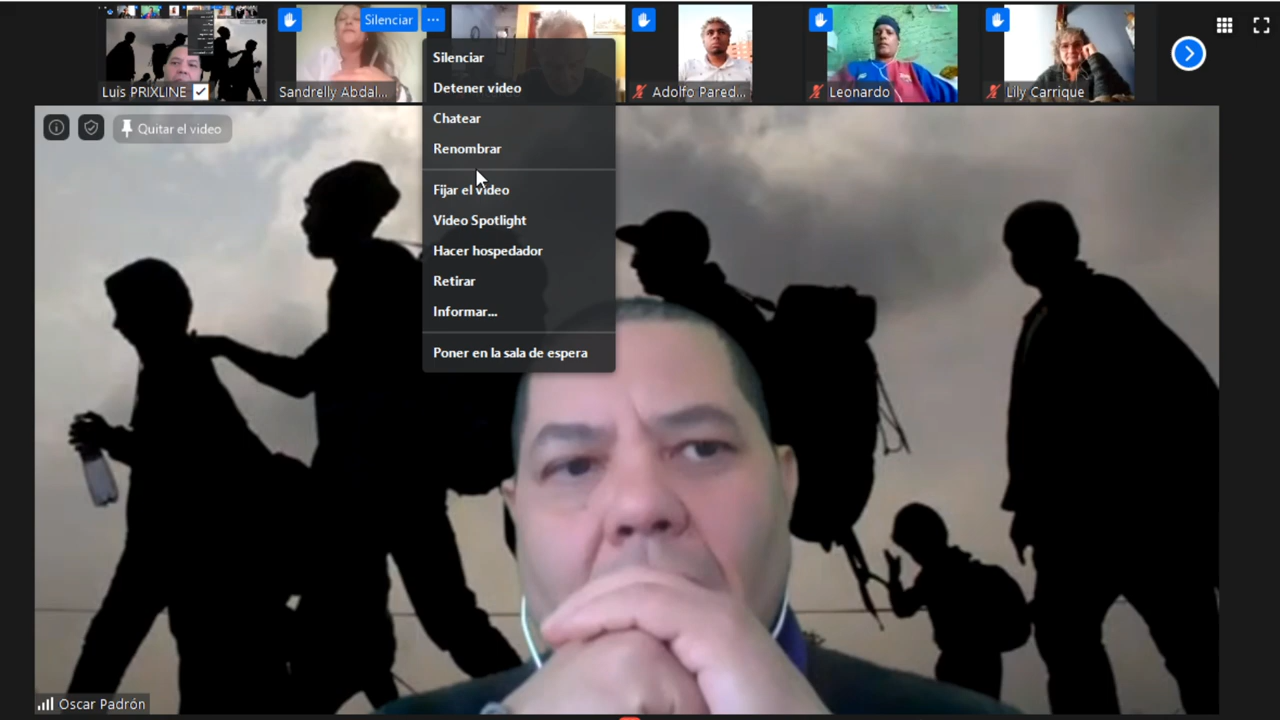 Luis PRIXLINE
Sandrelly Abdal...
Silenciar
Adolfo Pared...
Leonardo
Lily Carrique
Quitar el video
Silenciar
Detener video
Chatear
Renombrar
Fijar el video
Video Spotlight
Hacer hospedador
Retirar
Informar...
Poner en la sala de espera
Oscar Padrón